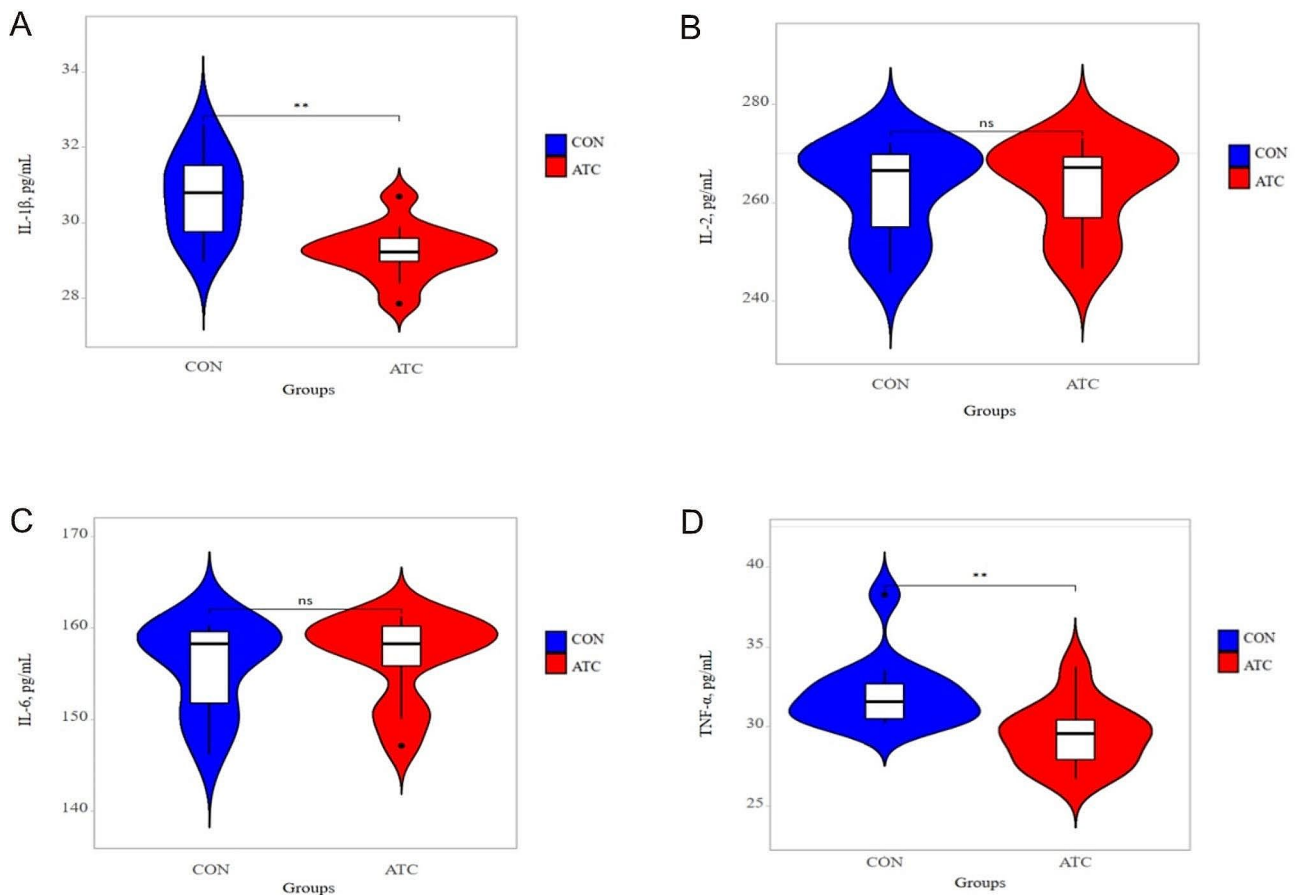 A
34
32
30
28
IL-1β, pg/mL
**
CON
ATC
CON
ATC
Groups
B
280
260
240
IL-2, pg/mL
ns
CON
ATC
CON
ATC
Groups
C
170
160
150
140
IL-6, pg/mL
ns
CON
ATC
CON
ATC
Groups
D
40
35
30
25
TNF-α, pg/mL
**
CON
ATC
CON
ATC
Groups